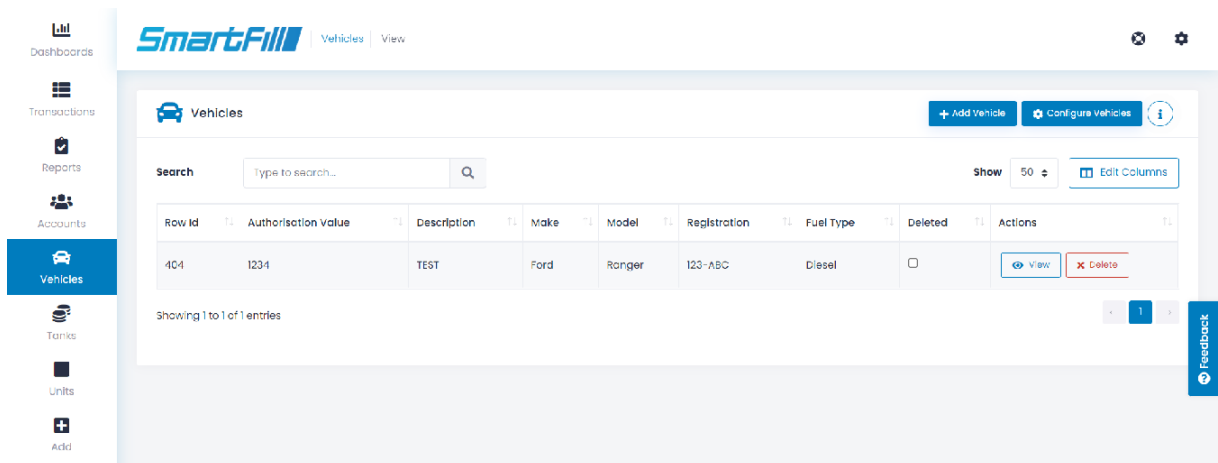 Dashboards
Transactions
Reports
Accounts
Vehicles
Tanks
Units
Add
SmartFill Vehicles View
Vehicles
+ Add Vehicle Configure Vehicles i
Search Type to search... Show 50 Edit Columns
Row Id Authorisation Value Description Make Model Registration Fuel Type Deleted Actions
404 1234 TEST Ford Ranger 123-ABC Diesel View × Delete
Showing 1 to 1 of 1 entries
‹ 1 ›
? Feedback